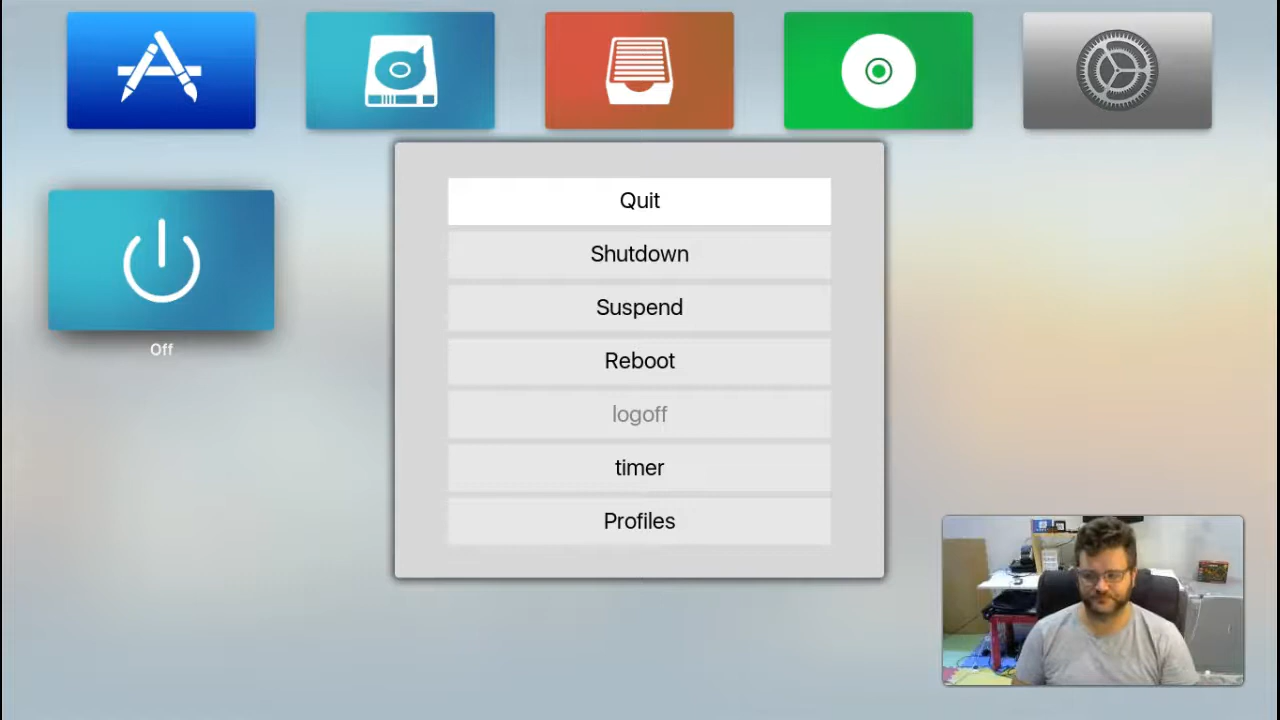 Quit
Shutdown
Suspend
Reboot
logoff
timer
Profiles
Off